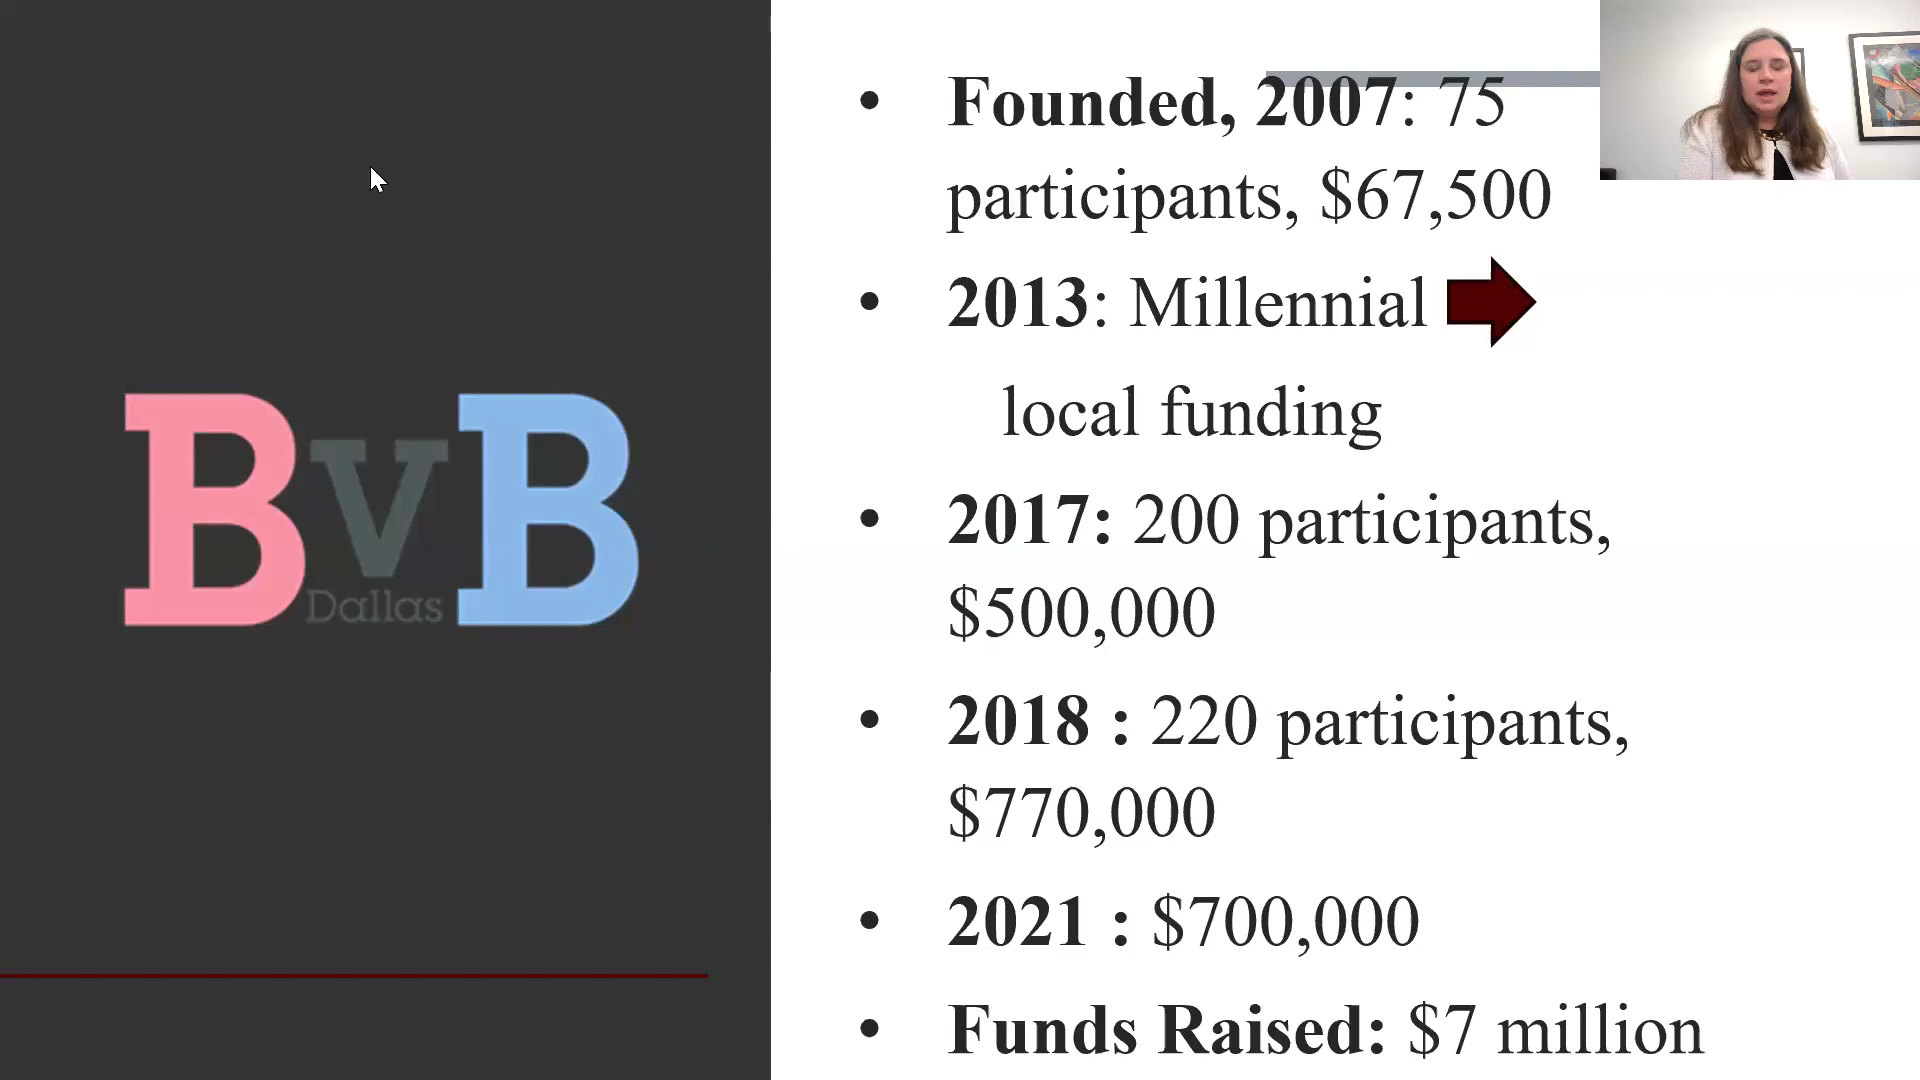 BvB
Dallas
• Founded, 2007: 75
participants, $67,500
• 2013: Millennial
local funding
• 2017: 200 participants,
$500,000
• 2018 : 220 participants,
$770,000
• 2021 : $700,000
• Funds Raised: $7 million